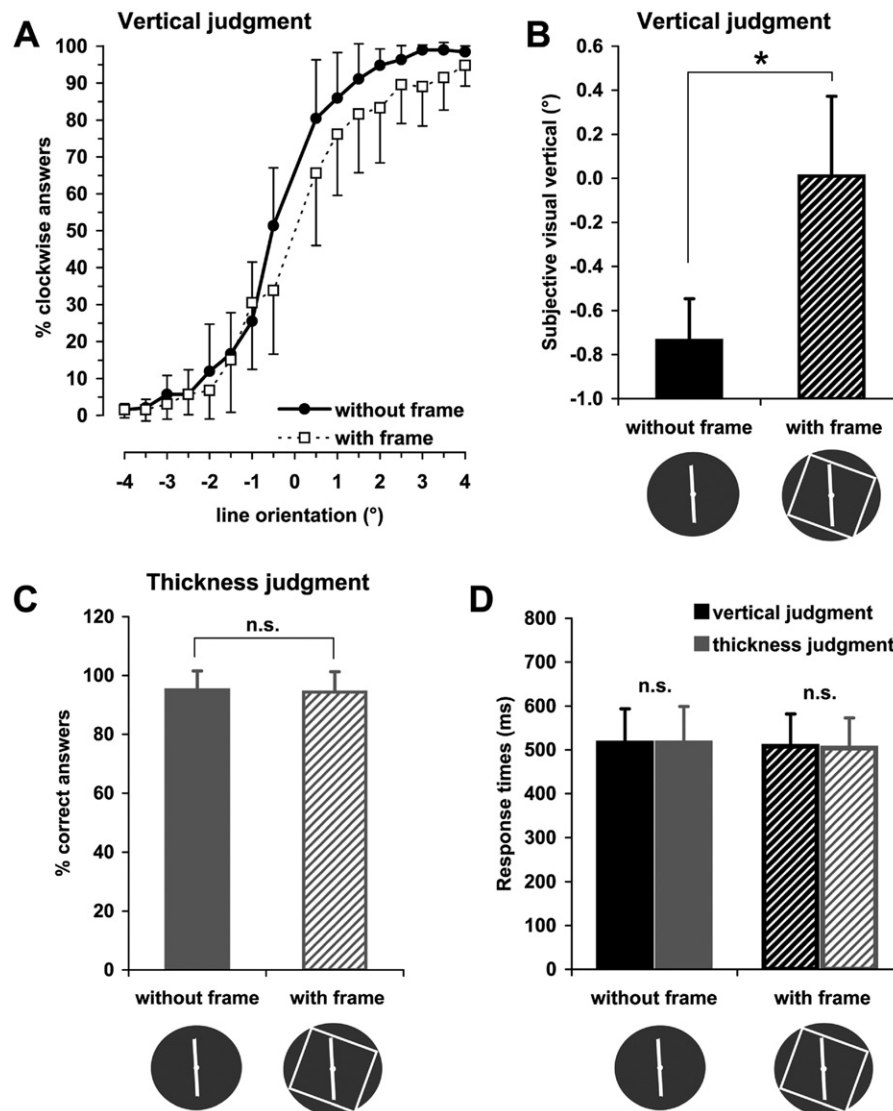 A
Vertical judgment
100
90
80
70
60
50
40
30
20
10
0
% clockwise answers
without frame
with frame
-4 -3 -2 -1 0 1 2 3 4
line orientation (°)
B
Vertical judgment
0.6
0.4
0.2
0.0
-0.2
-0.4
-0.6
-0.8
-1.0
Subjective visual vertical (°)
*
without frame with frame
C
Thickness judgment
120
100
80
60
40
20
0
% correct answers
n.s.
without frame with frame
D
800
700
600
500
400
300
200
100
0
Response times (ms)
vertical judgment
thickness judgment
n.s. n.s.
without frame with frame